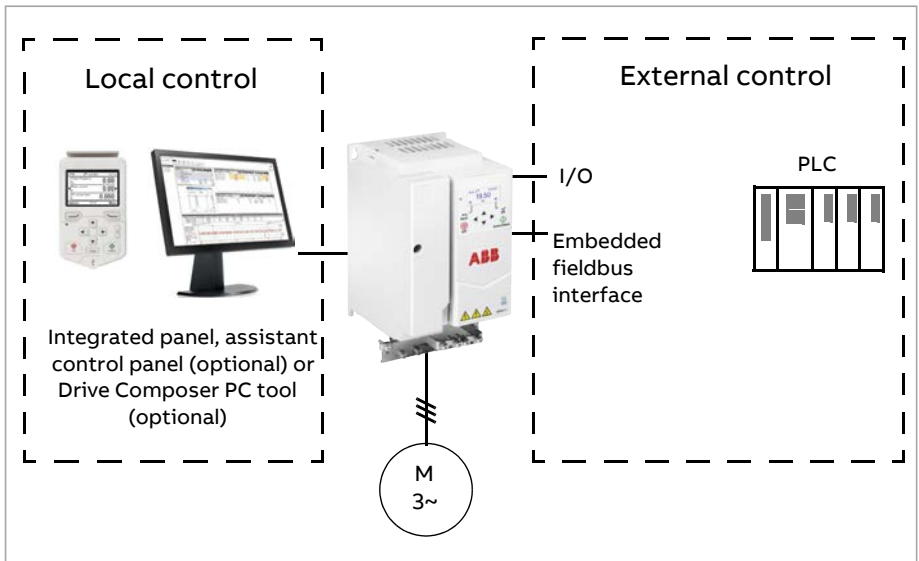 Local control
Integrated panel, assistant
control panel (optional) or
Drive Composer PC tool
(optional)
ABB
M
3~
External control
I/O
Embedded
fieldbus
interface
PLC